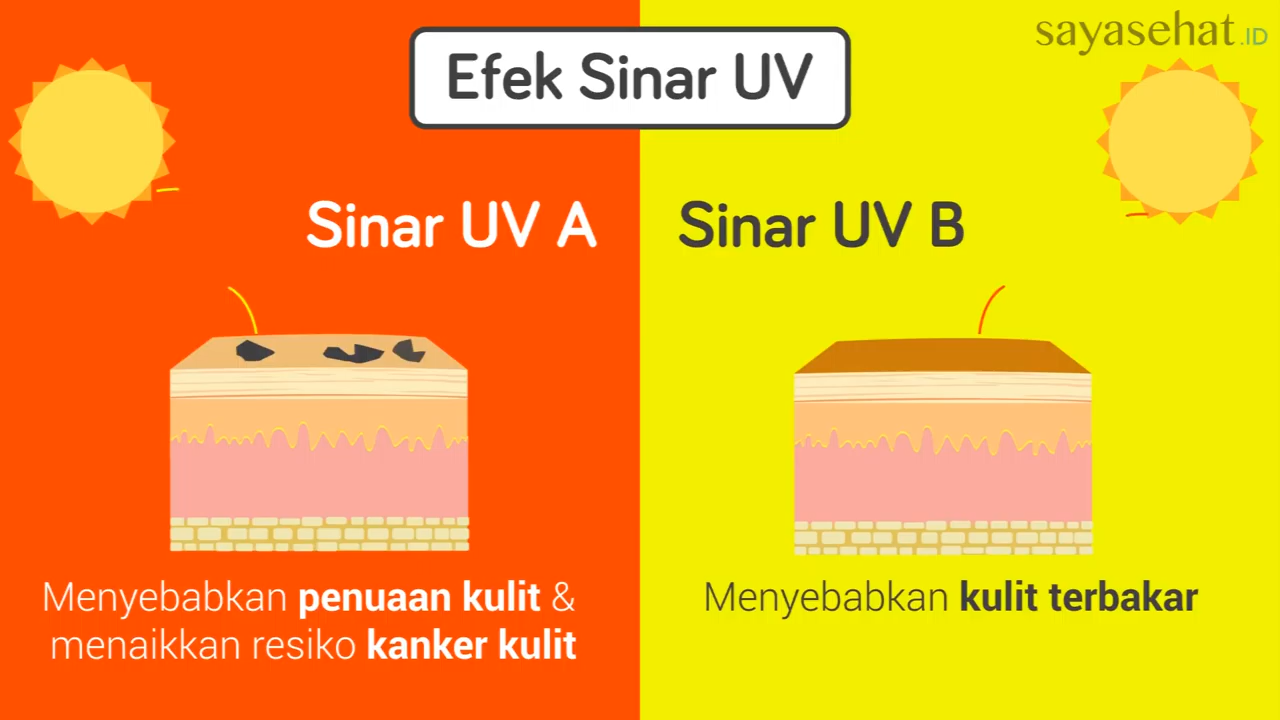 sayasehat.ID
Efek Sinar UV
Sinar UV A
Menyebabkan penuaan kulit &
menaikkan resiko kanker kulit
Sinar UV B
Menyebabkan kulit terbakar